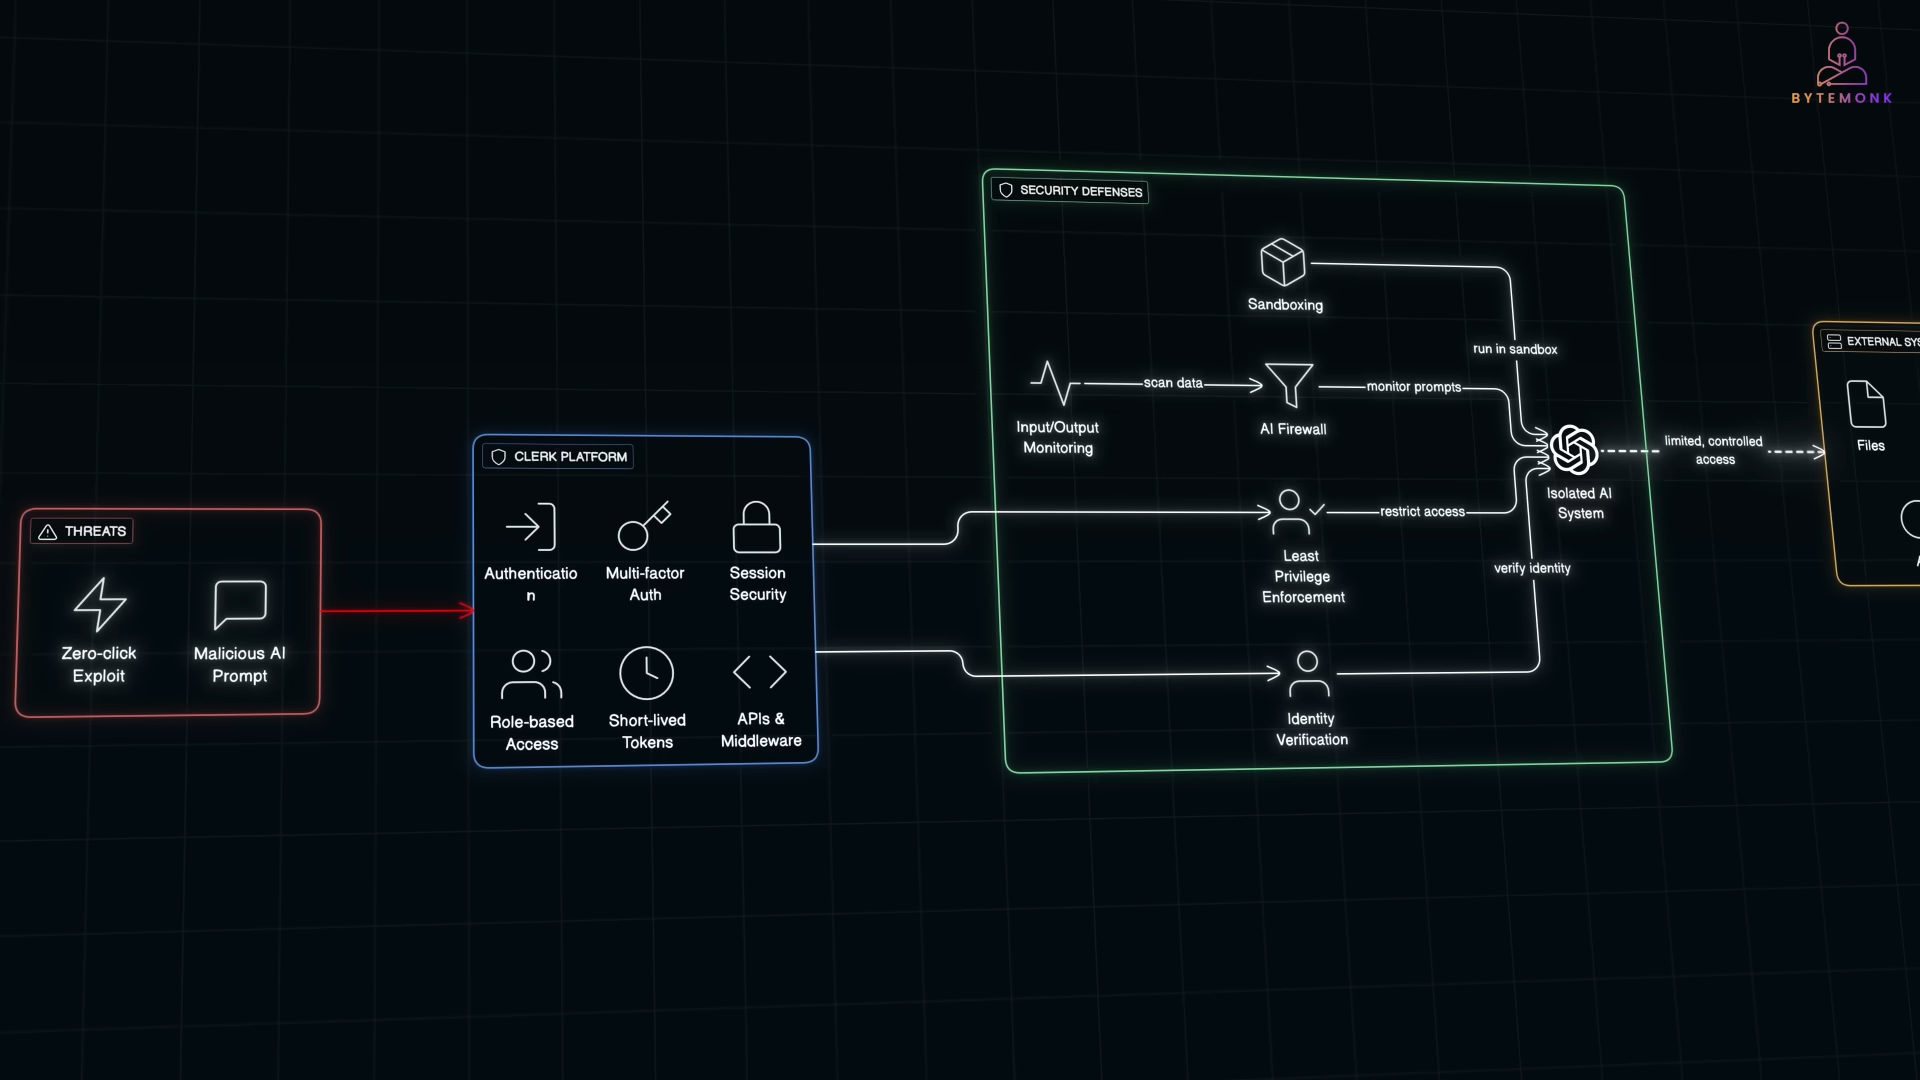 BYTEMONK
SECURITY DEFENSES
Sandboxing
run in sandbox
EXTERNAL
Input/Output
Monitoring
scan data
AI Firewall
monitor prompts
limited, controlled
access
Files
Isolated AI
System
CLERK PLATFORM
Authenticatio
n
Multi-factor
Auth
Session
Security
Role-based
Access
Short-lived
Tokens
APIs &
Middleware
THREATS
Zero-click
Exploit
Malicious AI
Prompt
restrict access
Least
Privilege
Enforcement
verify identity
Identity
Verification